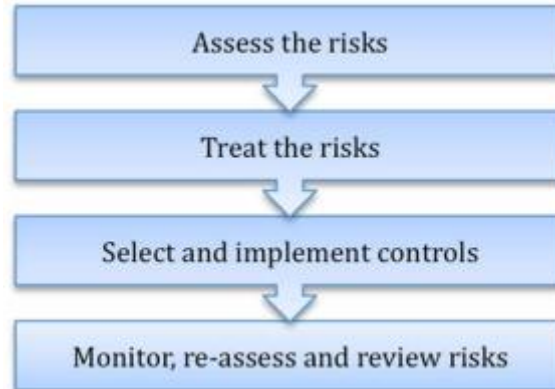 Assess the risks
Treat the risks
Select and implement controls
Monitor, re-assess and review risks